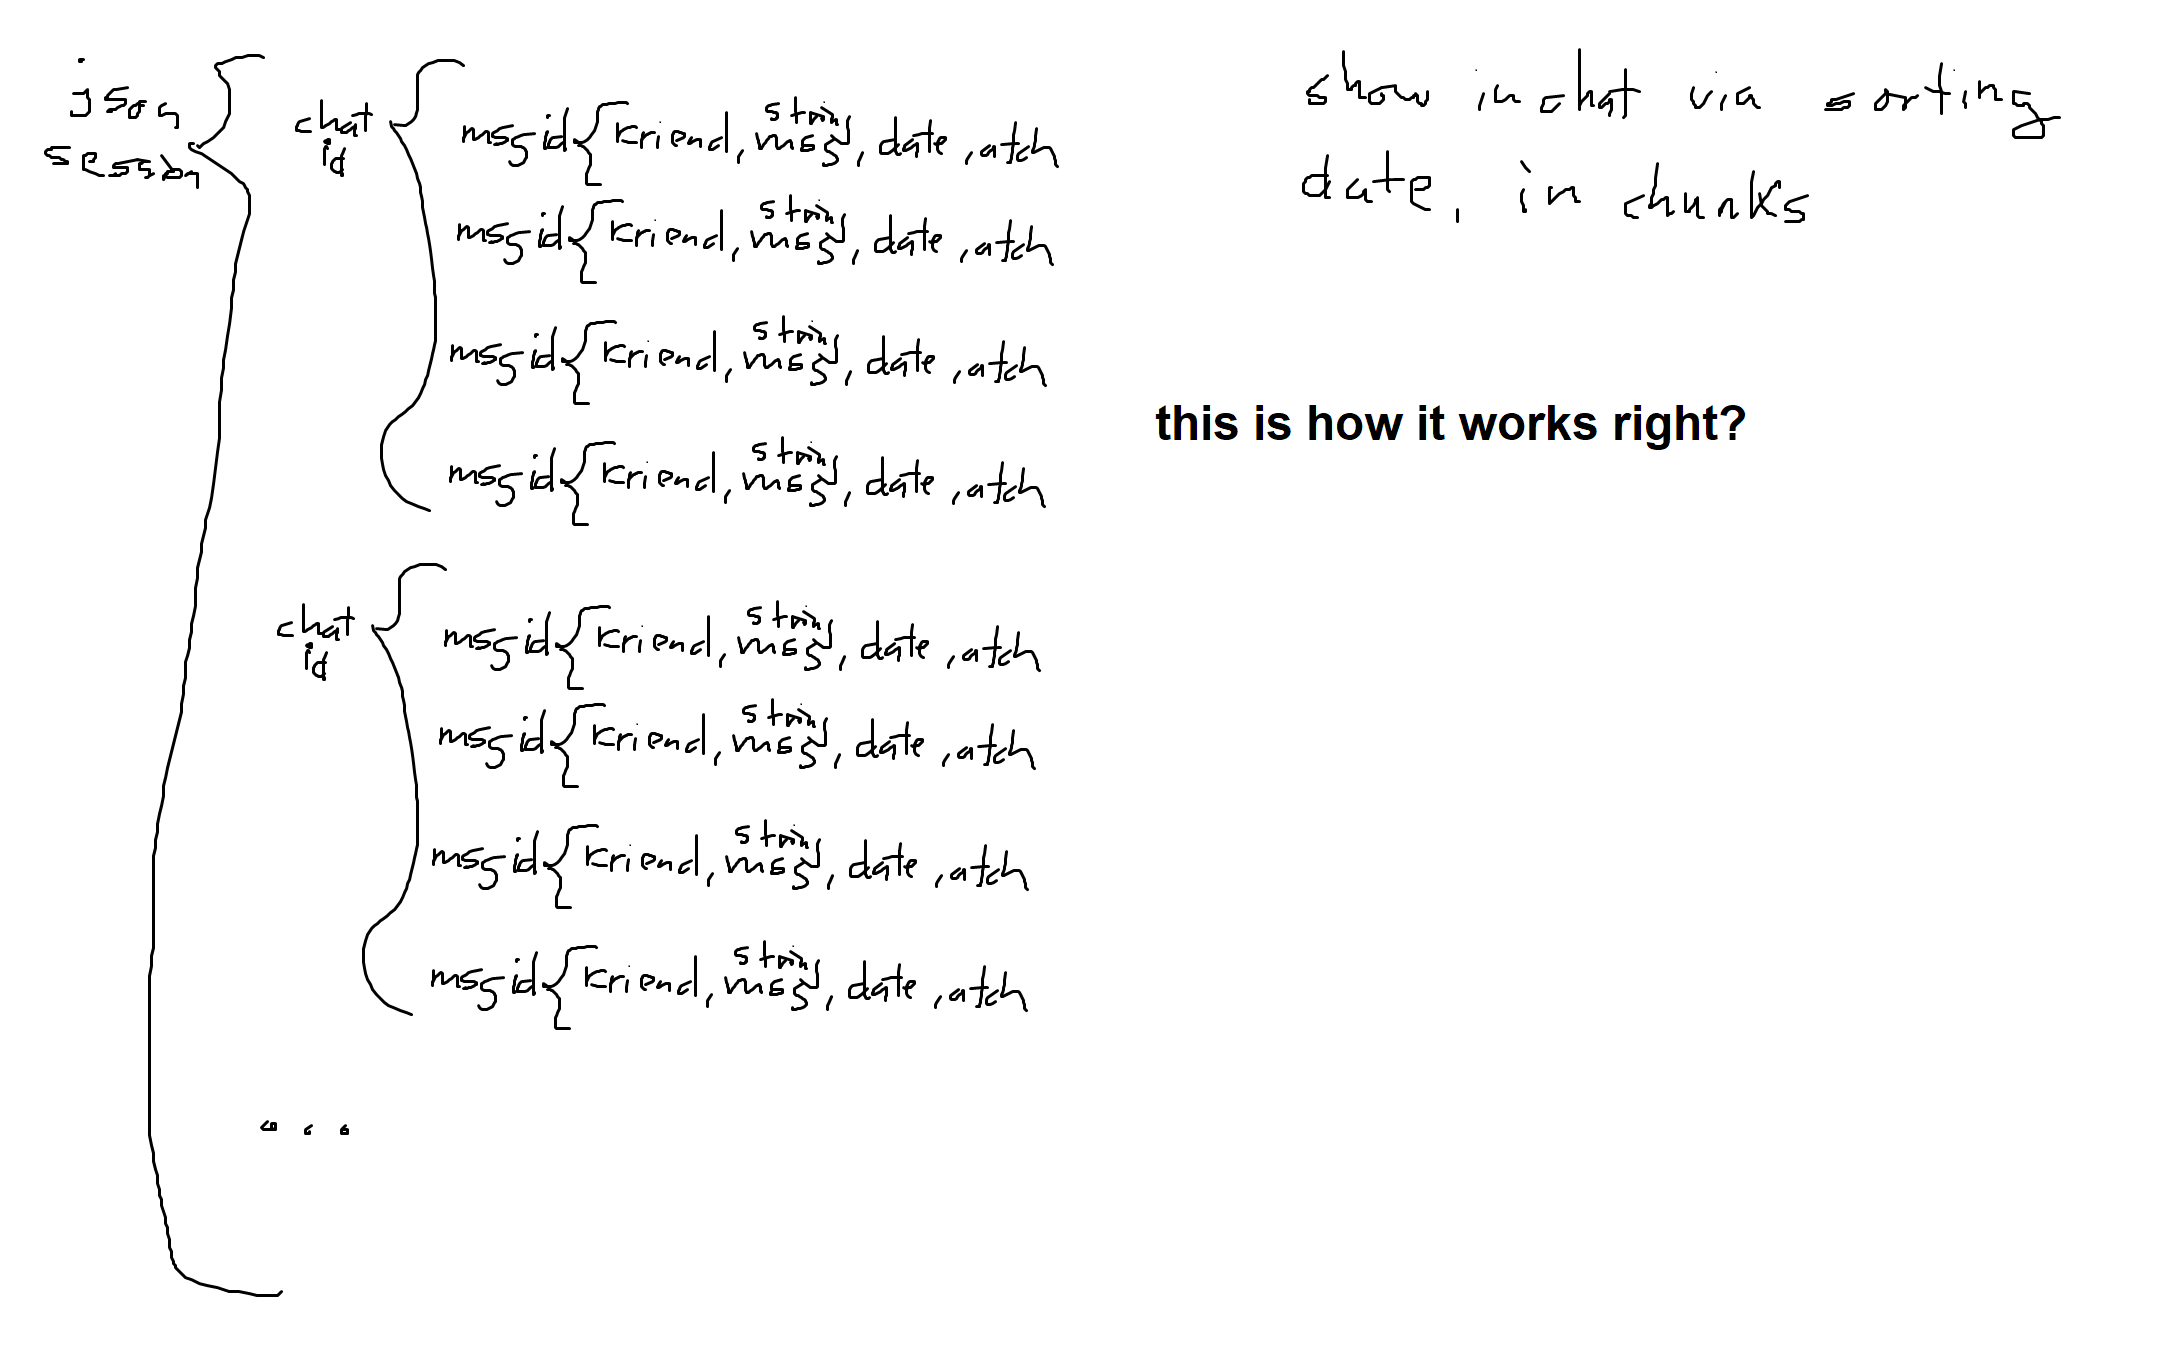 json
session
chat
id
msgid{Kriend, string msg, date, atch
msgid{Kriend, string msg, date, atch
msgid{Kriend, string msg, date, atch
msgid{Kriend, string msg, date, atch
chat
id
msgid{Kriend, string msg, date, atch
msgid{Kriend, string msg, date, atch
msgid{Kriend, string msg, date, atch
msgid{Kriend, string msg, date, atch
...
show in chat via sorting
date, in chunks
this is how it works right?